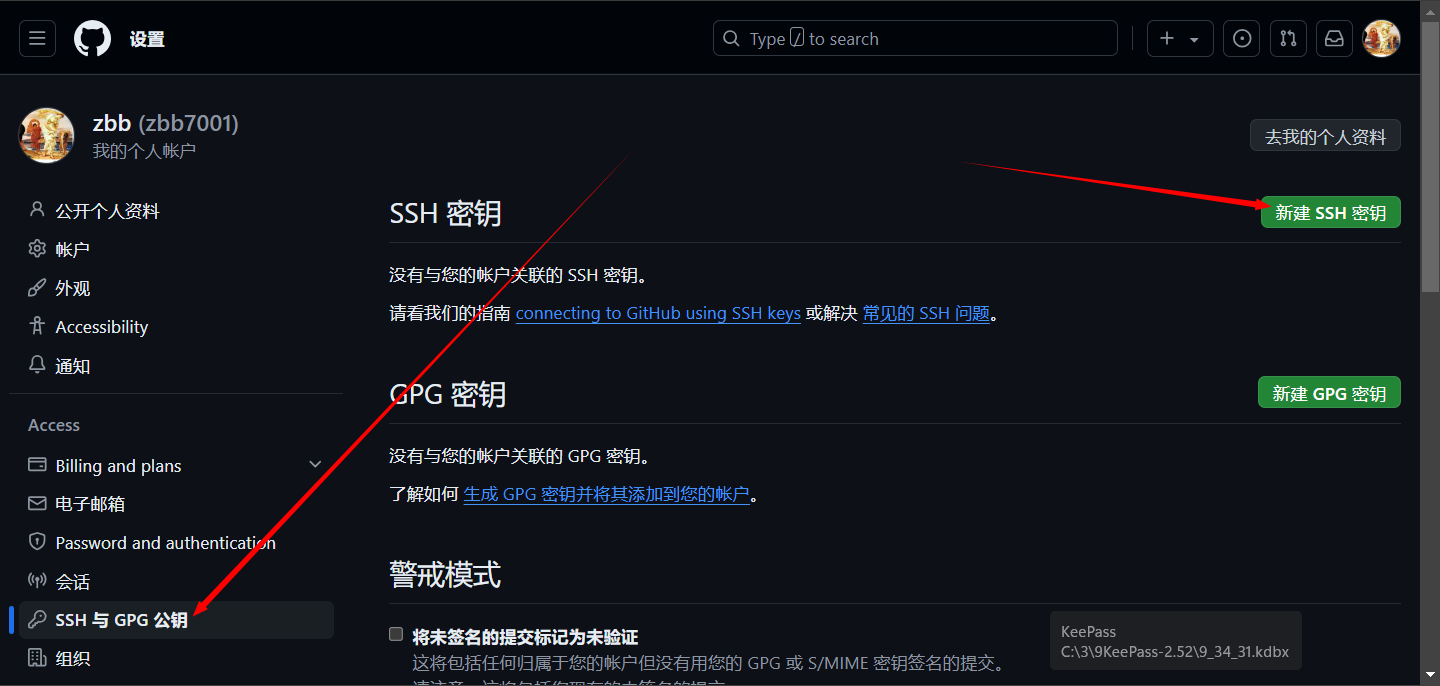 设置
Type / to search
zbb (zbb7001)
我的个人帐户
去我的个人资料
公开个人资料
帐户
外观
Accessibility
通知
Access
Billing and plans
电子邮箱
Password and authentication
会话
SSH 与 GPG 公钥
组织
SSH 密钥
新建 SSH 密钥
没有与您的帐户关联的 SSH 密钥。
请看我们的指南 connecting to GitHub using SSH keys 或解决 常见的 SSH 问题。
GPG 密钥
新建 GPG 密钥
没有与您的帐户关联的 GPG 密钥。
了解如何 生成 GPG 密钥并将其添加到您的帐户。
警戒模式
将未签名的提交标记为未验证
这将包括任何归属于您的帐户但没有用您的 GPG 或 S/MIME 密钥签名的提交。
KeePass
C:\3\9KeePass-2.52\9_34_31.kdbx